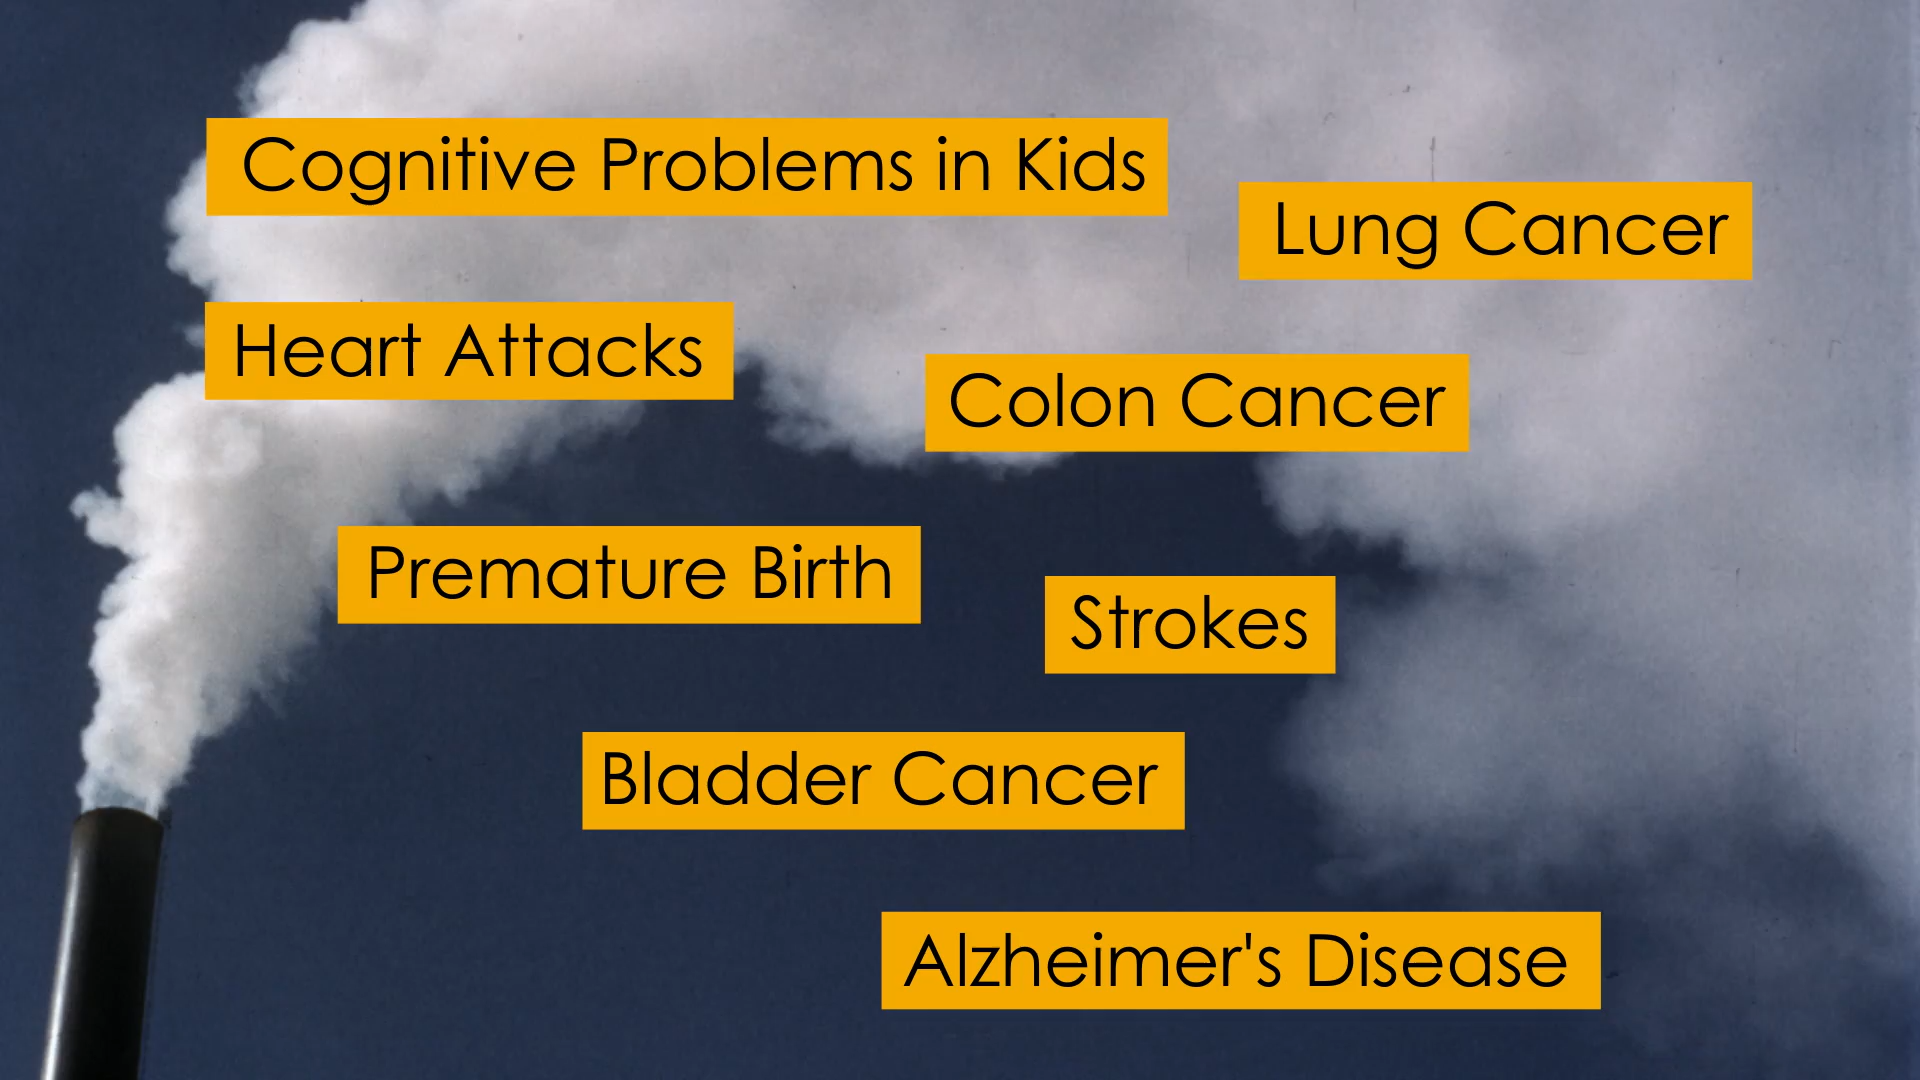 Cognitive Problems in Kids
Lung Cancer
Heart Attacks
Colon Cancer
Premature Birth
Strokes
Bladder Cancer
Alzheimer's Disease